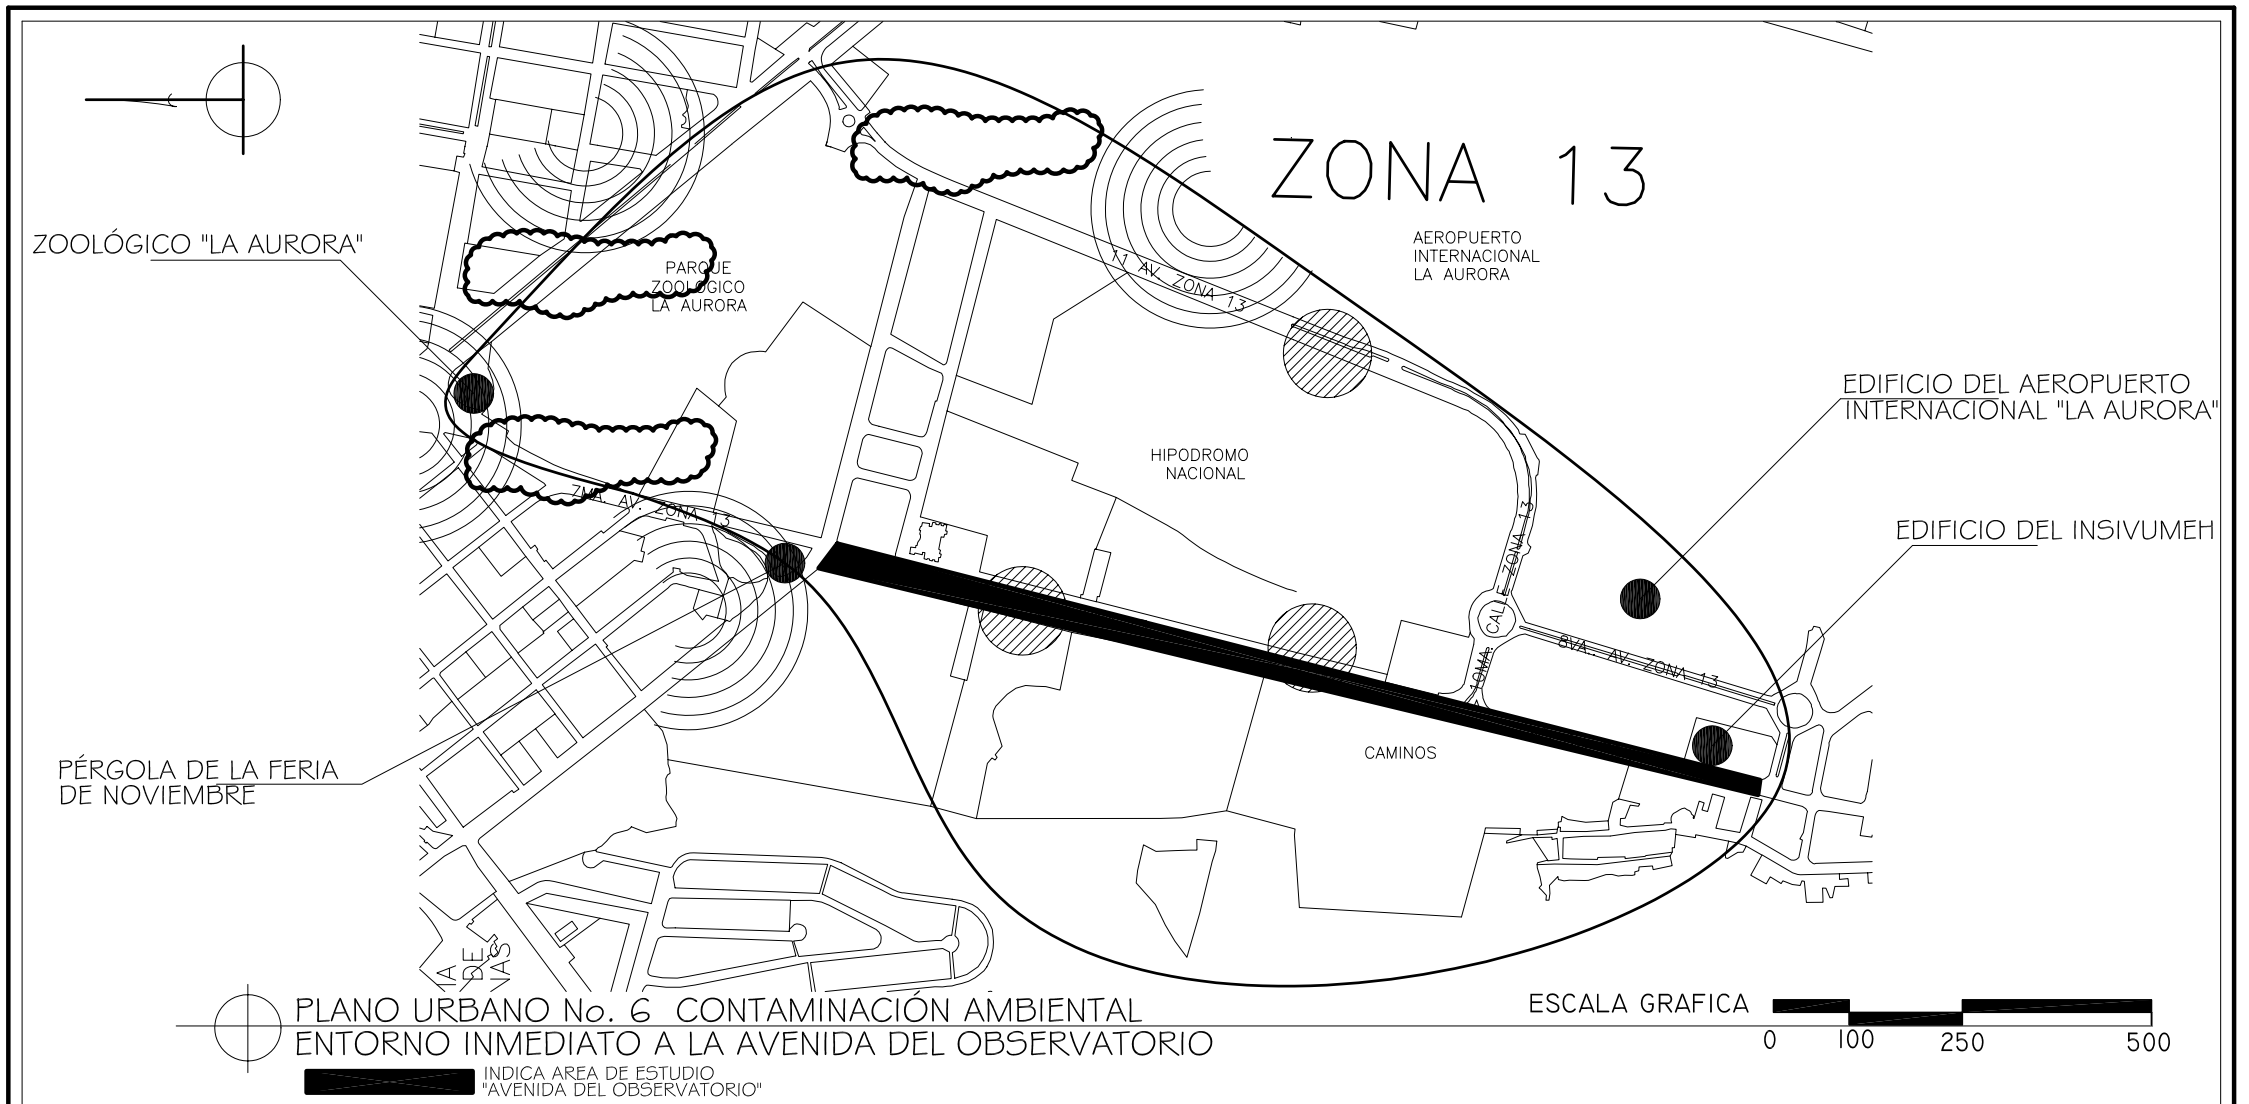 ZONA 13
ZOOLÓGICO "LA AURORA"
AEROPUERTO
INTERNACIONAL
LA AURORA
PARQUE
ZOOLOGICO
LA AURORA
11 AV. ZONA 13
EDIFICIO DEL AEROPUERTO
INTERNACIONAL "LA AURORA"
HIPODROMO
NACIONAL
7MA. AV. ZONA 13
EDIFICIO DEL INSIVUMEH
10MA. CALLE ZONA 13
8VA. AV. ZONA 13
CAMINOS
PÉRGOLA DE LA FERIA
DE NOVIEMBRE
DE
PLANO URBANO No. 6 CONTAMINACIÓN AMBIENTAL
ENTORNO INMEDIATO A LA AVENIDA DEL OBSERVATORIO
ESCALA GRAFICA
0 100 250 500
INDICA AREA DE ESTUDIO
"AVENIDA DEL OBSERVATORIO"